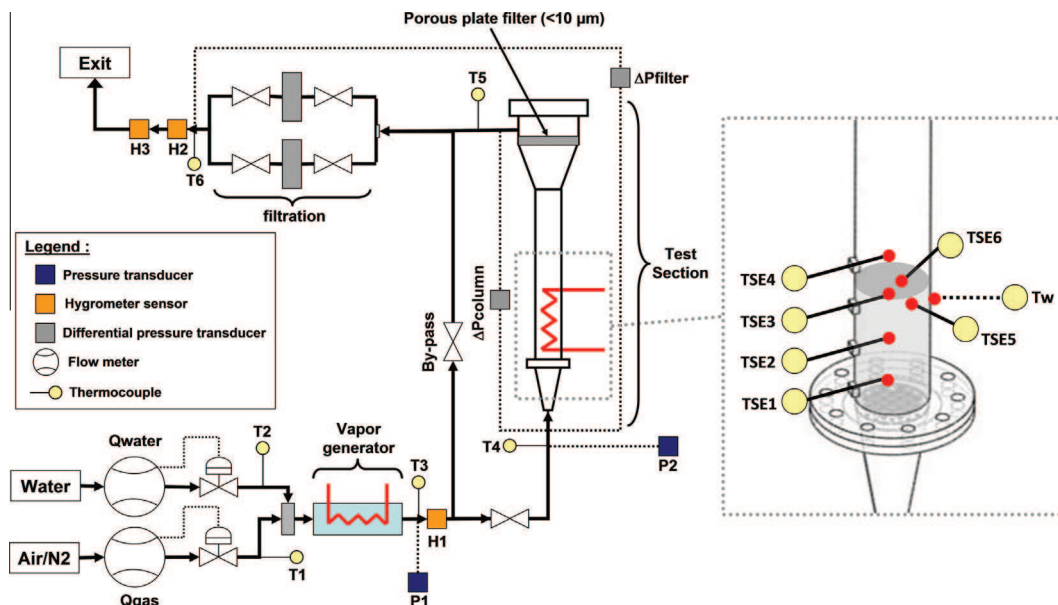 Porous plate filter (<10 µm)
Exit
T5
ΔPfilter
H3
H2
T6
filtration
Test
Section
Legend :
Pressure transducer
Hygrometer sensor
Differential pressure transducer
Flow meter
Thermocouple
By-pass
ΔPcolumn
TSE6
TSE4
Tw
TSE3
TSE5
TSE2
TSE1
Qwater
T2
Vapor
generator
T3
T4
P2
Water
H1
Air/N2
T1
P1
Qgas